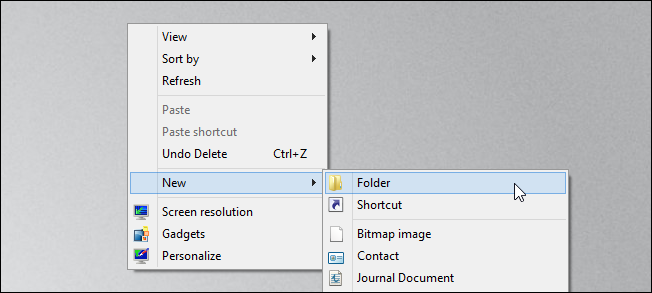 View
Sort by
Refresh
Paste
Paste shortcut
Undo Delete Ctrl+Z
New
Screen resolution
Gadgets
Personalize
Folder
Shortcut
Bitmap image
Contact
Journal Document